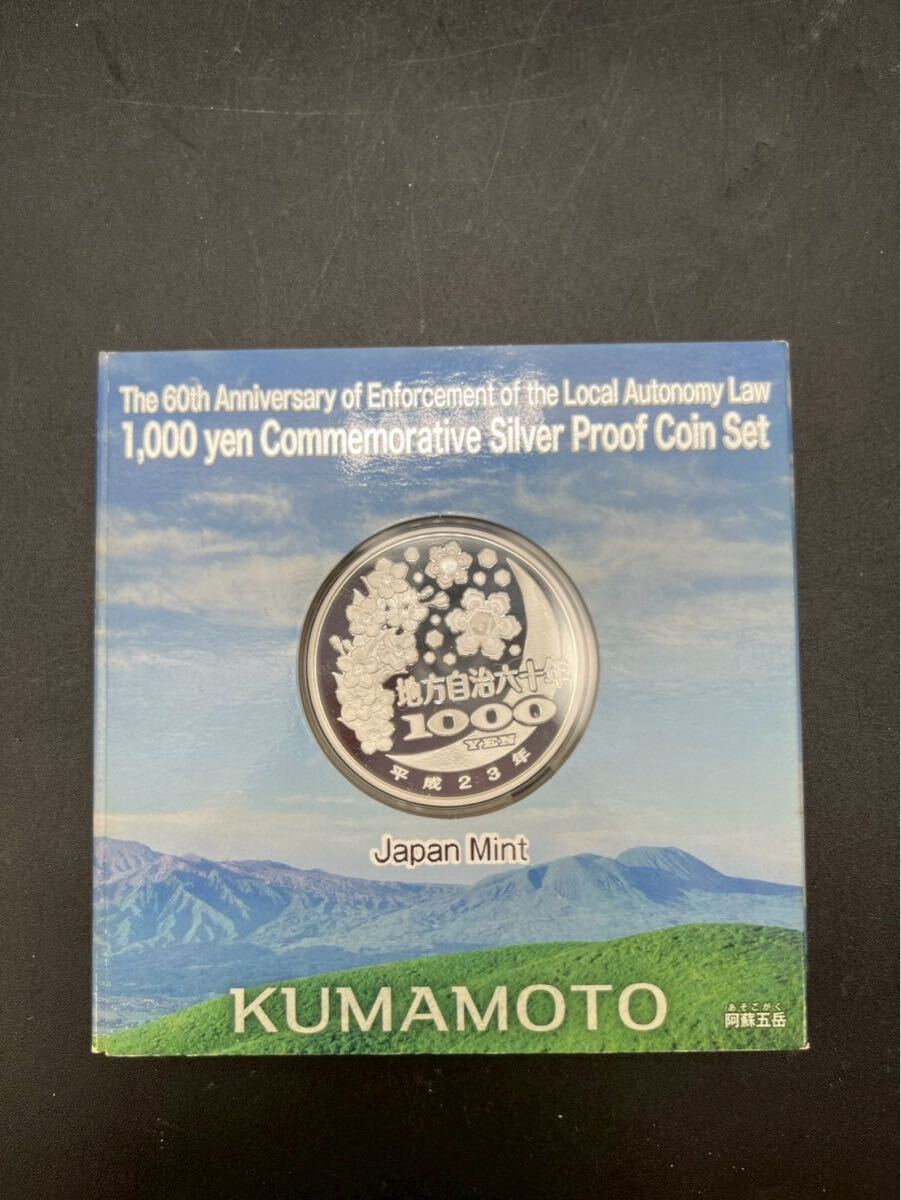 The 60th Anniversary of Enforcement of the Local Autonomy Law
1,000 yen Commemorative Silver Proof Coin Set
地方自治六十年
1000
YEN
平成23年
Japan Mint
KUMAMOTO
あそごがく
阿蘇五岳